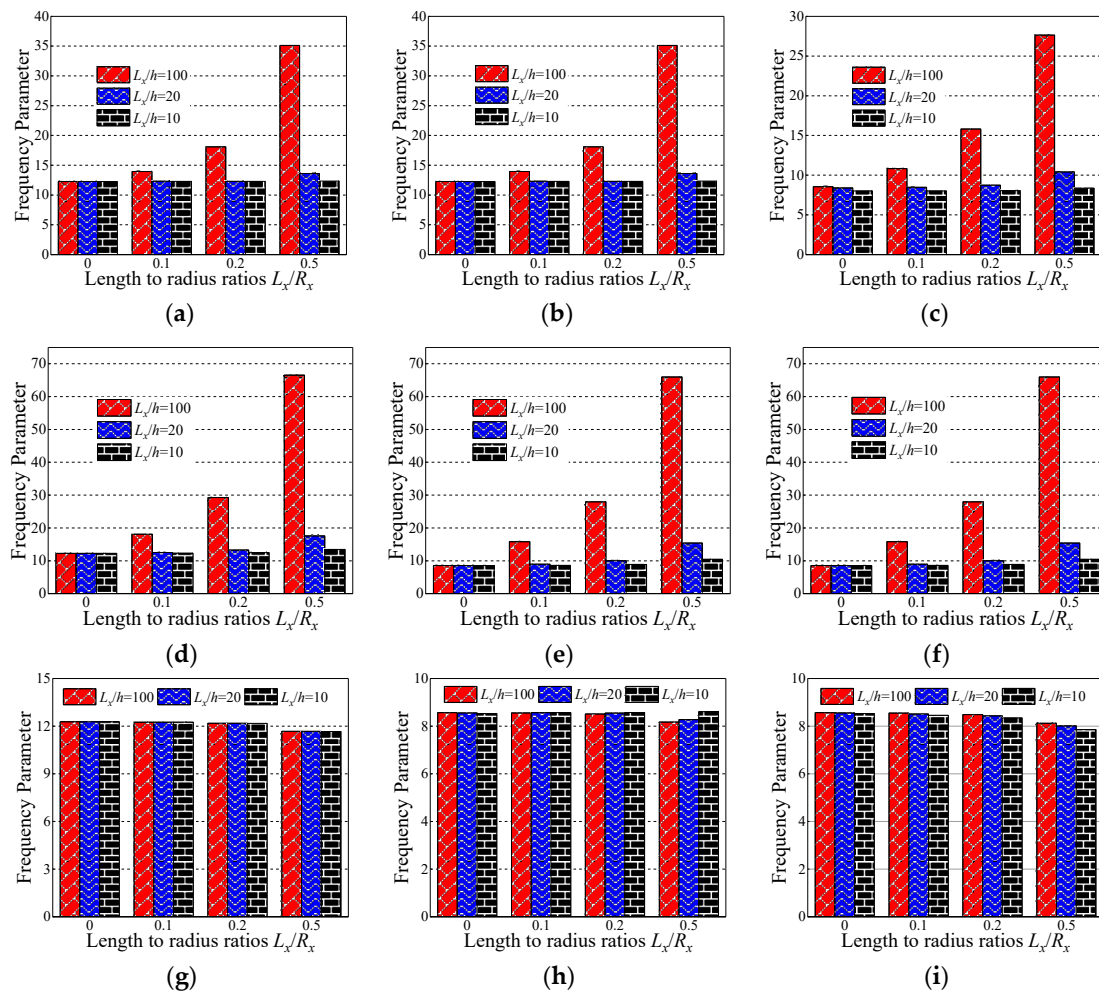 40
35
30
25
20
15
10
5
0
Frequency Parameter
Lx/h=100
Lx/h=20
Lx/h=10
0 0.1 0.2 0.5
Length to radius ratios Lx/Rx
(a)
40
35
30
25
20
15
10
5
0
Frequency Parameter
Lx/h=100
Lx/h=20
Lx/h=10
0 0.1 0.2 0.5
Length to radius ratios Lx/Rx
(b)
30
25
20
15
10
5
0
Frequency Parameter
Lx/h=100
Lx/h=20
Lx/h=10
0 0.1 0.2 0.5
Length to radius ratios Lx/Rx
(c)
70
60
50
40
30
20
10
0
Frequency Parameter
Lx/h=100
Lx/h=20
Lx/h=10
0 0.1 0.2 0.5
Length to radius ratios Lx/Rx
(d)
70
60
50
40
30
20
10
0
Frequency Parameter
Lx/h=100
Lx/h=20
Lx/h=10
0 0.1 0.2 0.5
Length to radius ratios Lx/Rx
(e)
70
60
50
40
30
20
10
0
Frequency Parameter
Lx/h=100
Lx/h=20
Lx/h=10
0 0.1 0.2 0.5
Length to radius ratios Lx/Rx
(f)
15
12
9
6
3
0
Frequency Parameter
Lx/h=100 Lx/h=20 Lx/h=10
0 0.1 0.2 0.5
Length to radius ratios Lx/Rx
(g)
10
8
6
4
2
0
Frequency Parameter
Lx/h=100 Lx/h=20 Lx/h=10
0 0.1 0.2 0.5
Length to radius ratios Lx/Rx
(h)
10
8
6
4
2
0
Frequency Parameter
Lx/h=100 Lx/h=20 Lx/h=10
0 0.1 0.2 0.5
Length to radius ratios Lx/Rx
(i)